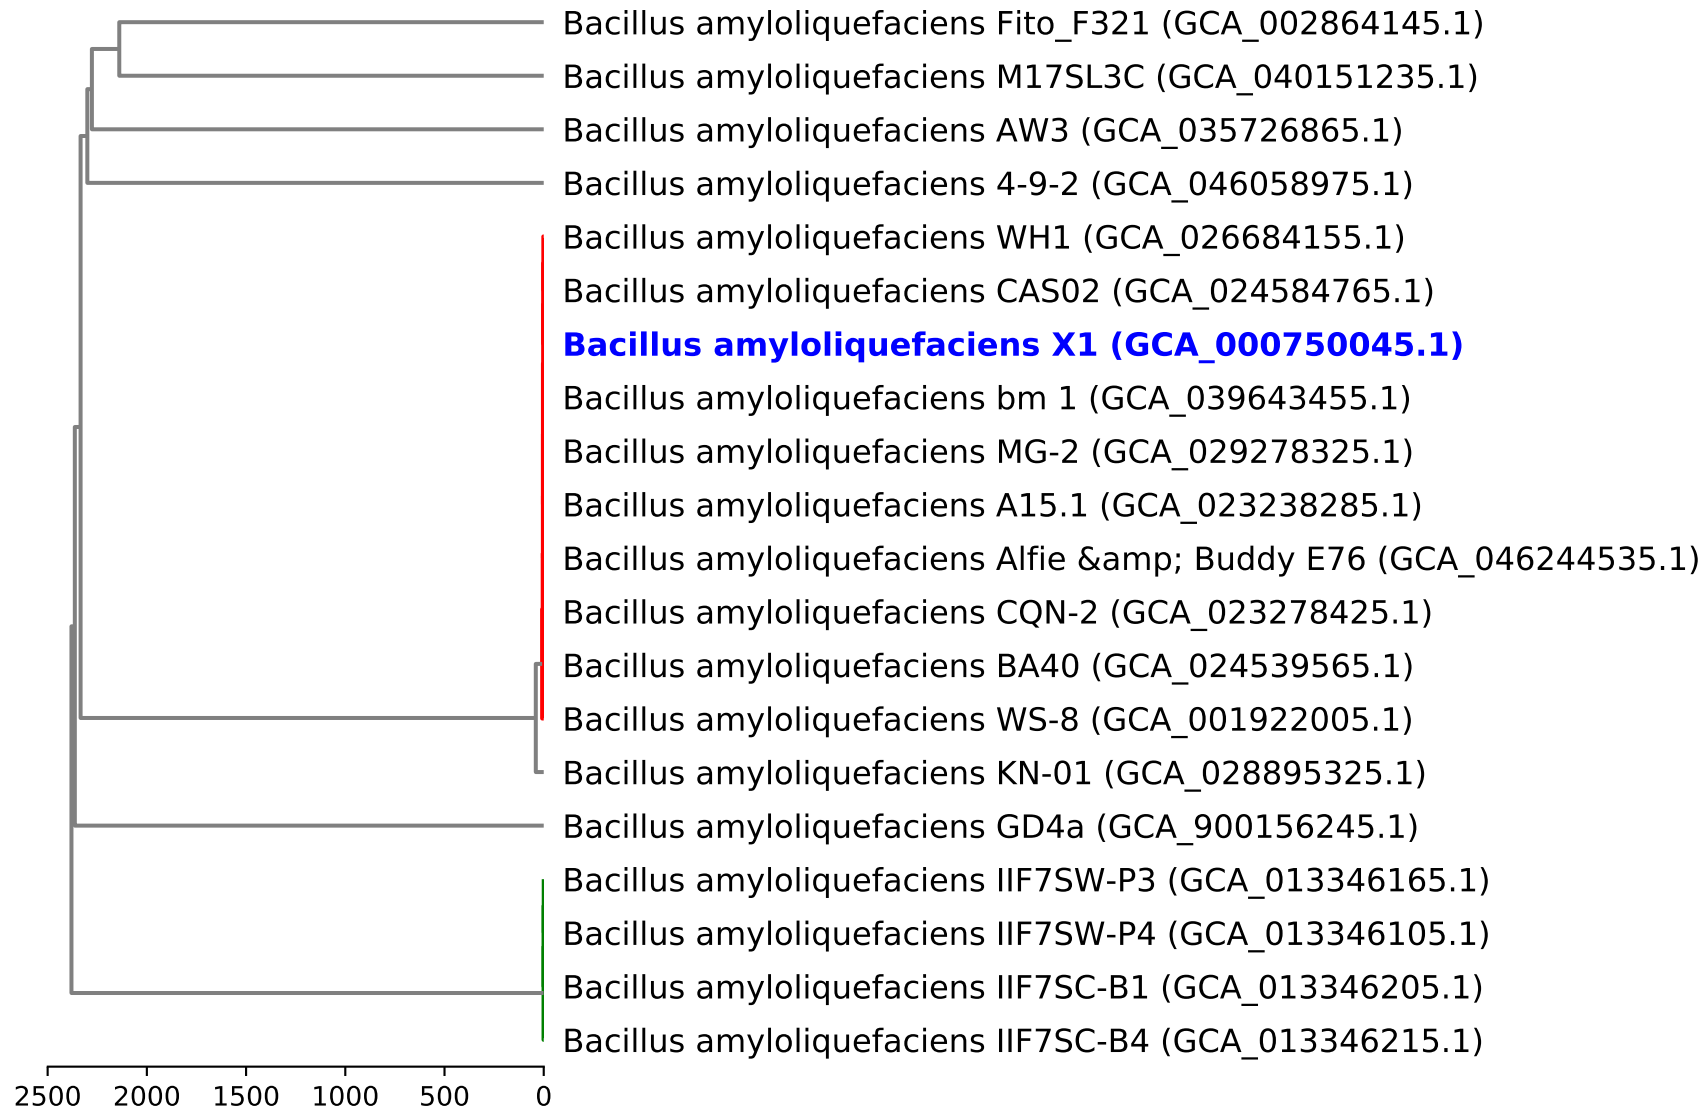 Bacillus amyloliquefaciens Fito_F321 (GCA_002864145.1)
Bacillus amyloliquefaciens M17SL3C (GCA_040151235.1)
Bacillus amyloliquefaciens AW3 (GCA_035726865.1)
Bacillus amyloliquefaciens 4-9-2 (GCA_046058975.1)
Bacillus amyloliquefaciens WH1 (GCA_026684155.1)
Bacillus amyloliquefaciens CAS02 (GCA_024584765.1)
Bacillus amyloliquefaciens X1 (GCA_000750045.1)
Bacillus amyloliquefaciens bm 1 (GCA_039643455.1)
Bacillus amyloliquefaciens MG-2 (GCA_029278325.1)
Bacillus amyloliquefaciens A15.1 (GCA_023238285.1)
Bacillus amyloliquefaciens Alfie &amp; Buddy E76 (GCA_046244535.1)
Bacillus amyloliquefaciens CQN-2 (GCA_023278425.1)
Bacillus amyloliquefaciens BA40 (GCA_024539565.1)
Bacillus amyloliquefaciens WS-8 (GCA_001922005.1)
Bacillus amyloliquefaciens KN-01 (GCA_028895325.1)
Bacillus amyloliquefaciens GD4a (GCA_900156245.1)
Bacillus amyloliquefaciens IIF7SW-P3 (GCA_013346165.1)
Bacillus amyloliquefaciens IIF7SW-P4 (GCA_013346105.1)
Bacillus amyloliquefaciens IIF7SC-B1 (GCA_013346205.1)
Bacillus amyloliquefaciens IIF7SC-B4 (GCA_013346215.1)
2500 2000 1500 1000 500 0